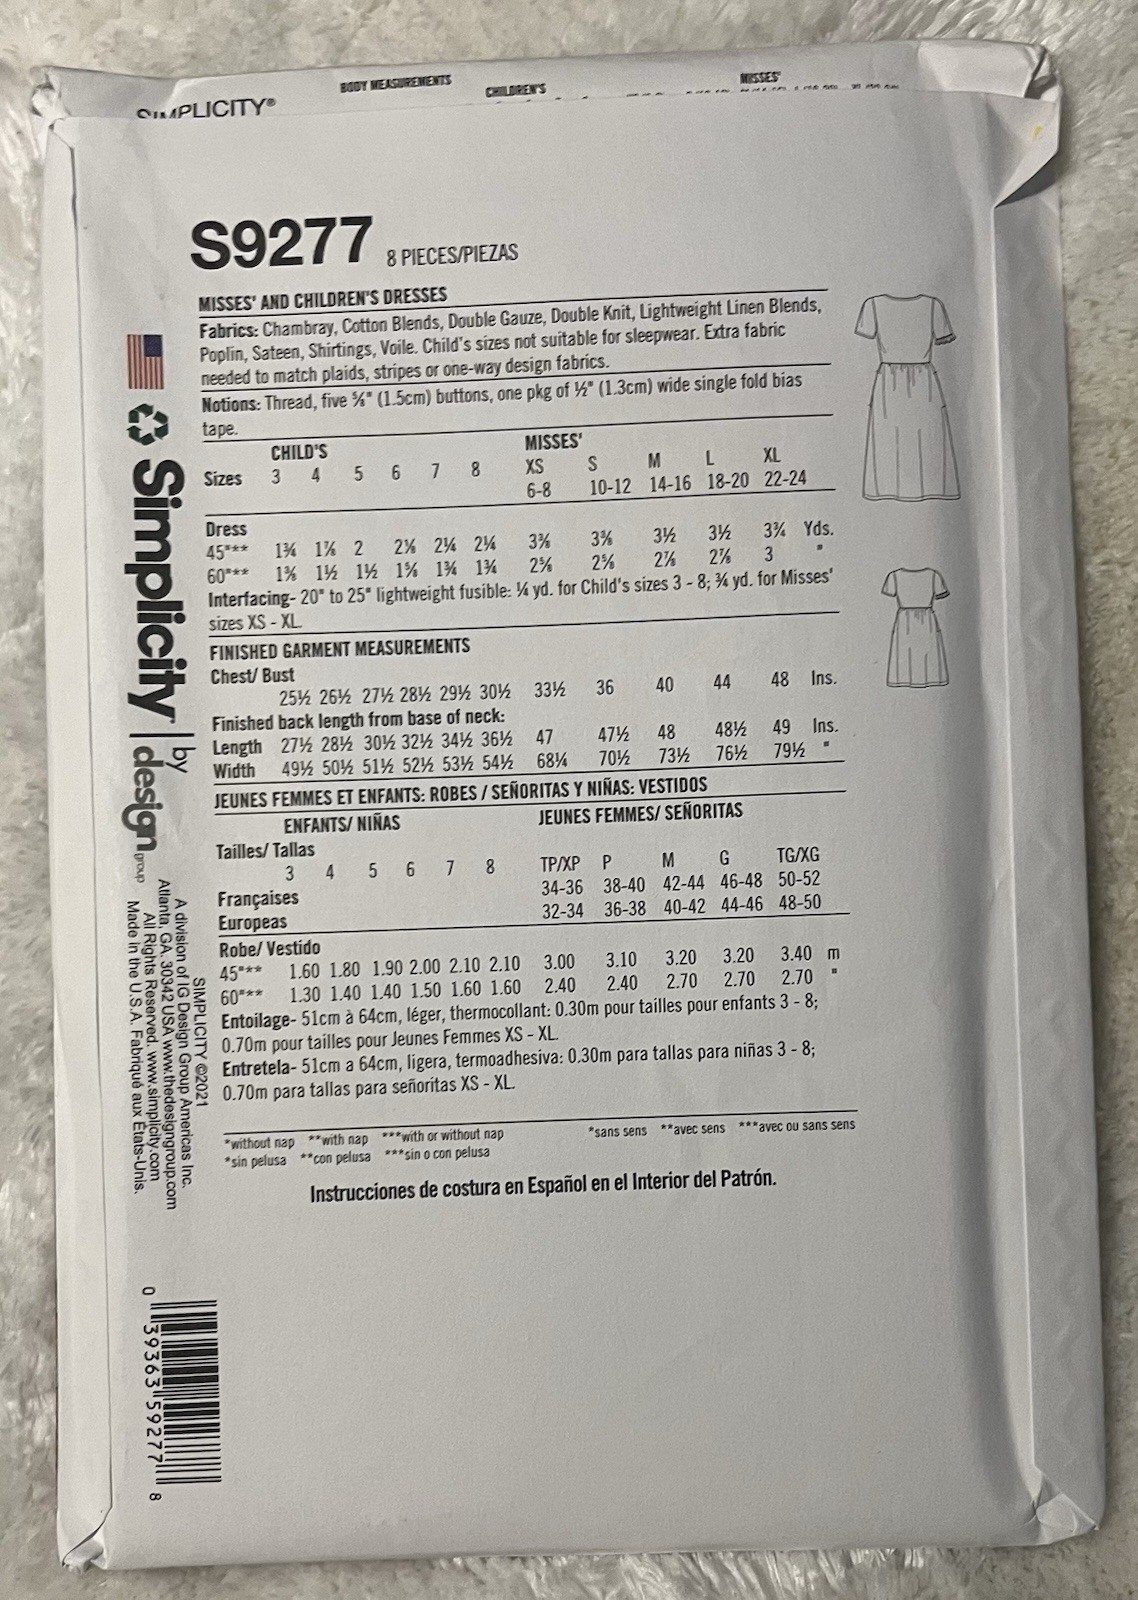 BODY MEASUREMENTS
CHILDREN'S
MISSES'
SIMPLICITY®
S9277 8 PIECES/PIEZAS
MISSES' AND CHILDREN'S DRESSES
Fabrics: Chambray, Cotton Blends, Double Gauze, Double Knit, Lightweight Linen Blends,
Poplin, Sateen, Shirtings, Voile. Child's sizes not suitable for sleepwear. Extra fabric
needed to match plaids, stripes or one-way design fabrics.
Notions: Thread, five ⅝" (1.5cm) buttons, one pkg of ½" (1.3cm) wide single fold bias
tape.
CHILD'S MISSES'
Sizes 3 4 5 6 7 8 XS S M L XL
6-8 10-12 14-16 18-20 22-24
Dress
45"*** 1¾ 1⅞ 2 2⅛ 2¼ 2¼ 3⅜ 3⅜ 3½ 3½ 3¾ Yds.
60"*** 1⅜ 1½ 1½ 1⅝ 1¾ 1¾ 2⅝ 2⅝ 2⅞ 2⅞ 3 "
Interfacing- 20" to 25" lightweight fusible: ¼ yd. for Child's sizes 3 - 8; ¾ yd. for Misses'
sizes XS - XL.
FINISHED GARMENT MEASUREMENTS
Chest/ Bust
25½ 26½ 27½ 28½ 29½ 30½ 33½ 36 40 44 48 Ins.
Finished back length from base of neck:
Length 27½ 28½ 30½ 32½ 34½ 36½ 47 47½ 48 48½ 49 Ins.
Width 49½ 50½ 51½ 52½ 53½ 54½ 68¼ 70½ 73½ 76½ 79½ "
JEUNES FEMMES ET ENFANTS: ROBES / SEÑORITAS Y NIÑAS: VESTIDOS
ENFANTS/ NIÑAS JEUNES FEMMES/ SEÑORITAS
Tailles/ Tallas
3 4 5 6 7 8 TP/XP P M G TG/XG
Françaises 34-36 38-40 42-44 46-48 50-52
Europeas 32-34 36-38 40-42 44-46 48-50
Robe/ Vestido
45"*** 1.60 1.80 1.90 2.00 2.10 2.10 3.00 3.10 3.20 3.20 3.40 m
60"*** 1.30 1.40 1.40 1.50 1.60 1.60 2.40 2.40 2.70 2.70 2.70 "
Entoilage- 51cm à 64cm, léger, thermocollant: 0.30m pour tailles pour enfants 3 - 8;
0.70m pour tailles pour Jeunes Femmes XS - XL.
Entretela- 51cm a 64cm, ligera, termoadhesiva: 0.30m para tallas para niñas 3 - 8;
0.70m para tallas para señoritas XS - XL.
*without nap **with nap ***with or without nap *sans sens **avec sens ***avec ou sans sens
*sin pelusa **con pelusa ***sin o con pelusa
Instrucciones de costura en Español en el Interior del Patrón.
Simplicity | by
design group
SIMPLICITY ©2021
A division of IG Design Group Americas Inc.
Atlanta, GA. 30342 USA www.thedesigngroup.com
All Rights Reserved. www.simplicity.com
Made in the U.S.A. Fabriqué aux États-Unis.
0 39363 59277 8